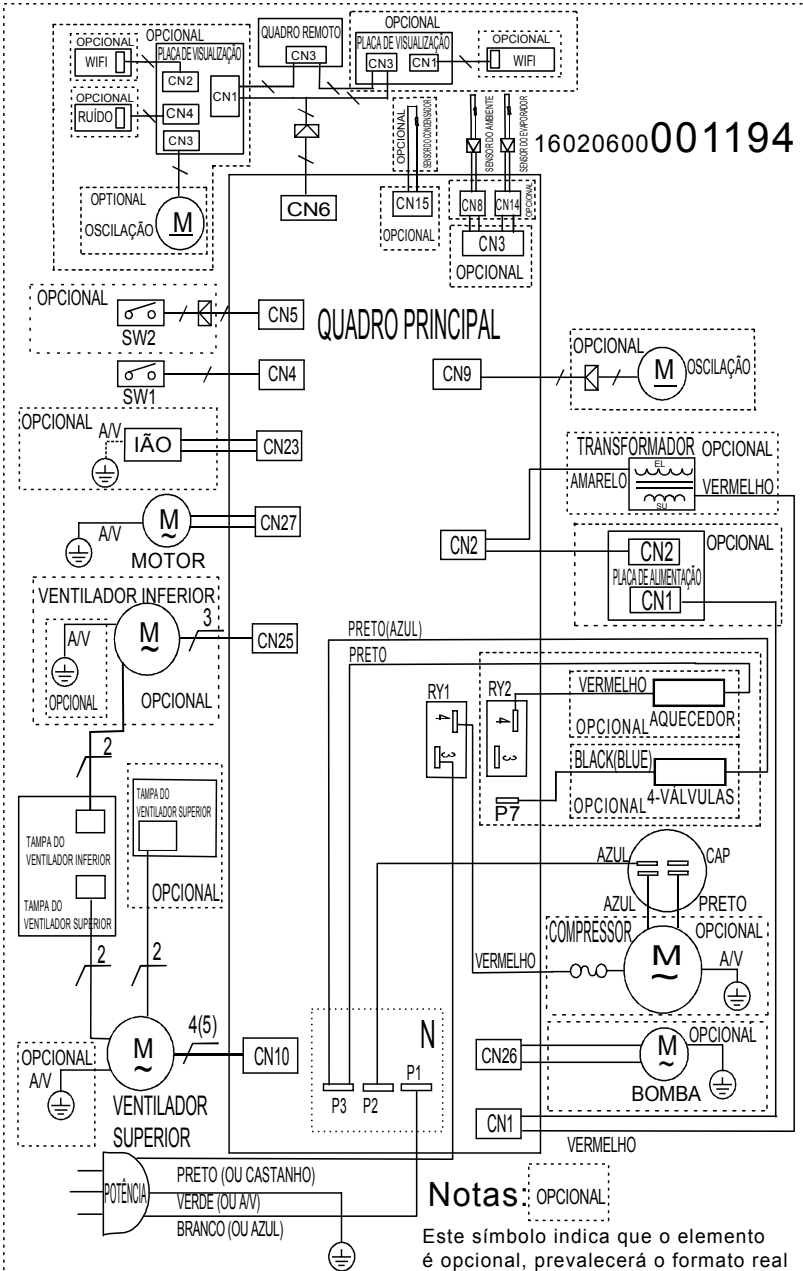 OPCIONAL
WIFI
OPCIONAL
RUÍDO
OPCIONAL
PLACA DE VISUALIZAÇÃO
CN2
CN1
CN4
CN3
OPTIONAL
OSCILAÇÃO
M
QUADRO REMOTO
CN3
OPCIONAL
PLACA DE VISUALIZAÇÃO
CN3
CN1
OPCIONAL
WIFI
CN6
OPCIONAL
SENSOR DO CONDENSADOR
CN15
OPCIONAL
SENSOR DO AMBIENTE
SENSOR DO EVAPORADOR
CN8
CN14
OPCIONAL
CN3
OPCIONAL
16020600001194
QUADRO PRINCIPAL
OPCIONAL
SW2
CN5
SW1
CN4
OPCIONAL
A/V
IÃO
CN23
A/V
M
~
MOTOR
CN27
VENTILADOR INFERIOR
A/V
OPCIONAL
M
~
3
OPCIONAL
CN25
2
TAMPA DO
VENTILADOR INFERIOR
TAMPA DO
VENTILADOR SUPERIOR
TAMPA DO
VENTILADOR SUPERIOR
OPCIONAL
2
2
OPCIONAL
A/V
M
~
4(5)
CN10
VENTILADOR
SUPERIOR
CN9
OPCIONAL
M
OSCILAÇÃO
TRANSFORMADOR
OPCIONAL
EL
AMARELO
SU
VERMELHO
CN2
CN2
OPCIONAL
PLACA DE ALIMENTAÇÃO
CN1
PRETO(AZUL)
PRETO
RY1
4
3
RY2
4
3
VERMELHO
OPCIONAL
AQUECEDOR
BLACK(BLUE)
OPCIONAL
4-VÁLVULAS
P7
AZUL
CAP
AZUL
PRETO
COMPRESSOR
OPCIONAL
VERMELHO
M
~
A/V
N
P3
P2
P1
CN26
M
~
OPCIONAL
BOMBA
CN1
VERMELHO
POTÊNCIA
PRETO (OU CASTANHO)
VERDE (OU A/V)
BRANCO (OU AZUL)
Notas: OPCIONAL
Este símbolo indica que o elemento
é opcional, prevalecerá o formato real